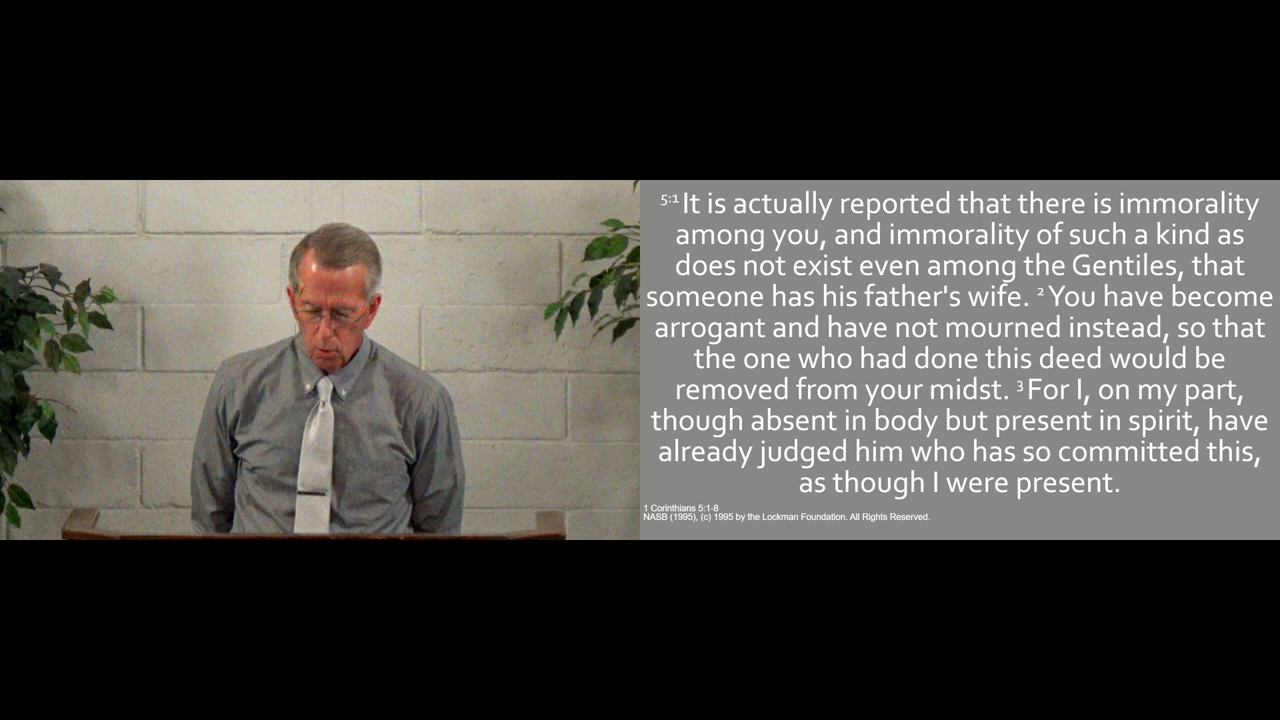 5:1 It is actually reported that there is immorality
among you, and immorality of such a kind as
does not exist even among the Gentiles, that
someone has his father's wife. 2 You have become
arrogant and have not mourned instead, so that
the one who had done this deed would be
removed from your midst. 3 For I, on my part,
though absent in body but present in spirit, have
already judged him who has so committed this,
as though I were present.
1 Corinthians 5:1-8
NASB (1995), (c) 1995 by the Lockman Foundation. All Rights Reserved.